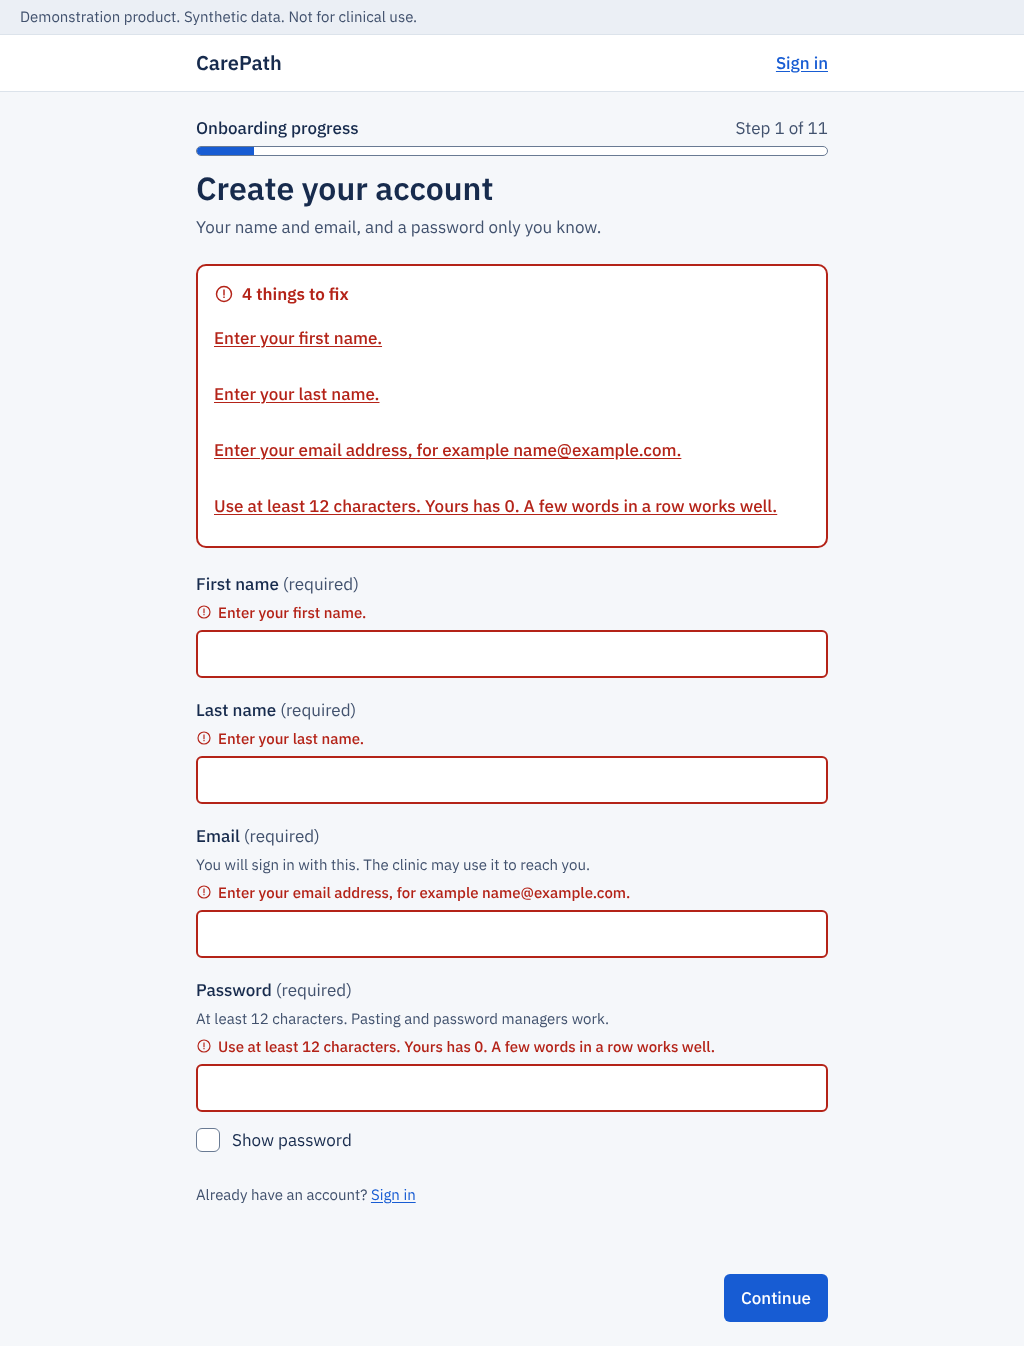 Demonstration product. Synthetic data. Not for clinical use.
CarePath
Sign in
Onboarding progress
Step 1 of 11
Create your account
Your name and email, and a password only you know.
4 things to fix
Enter your first name.
Enter your last name.
Enter your email address, for example name@example.com.
Use at least 12 characters. Yours has 0. A few words in a row works well.
First name (required)
Enter your first name.
Last name (required)
Enter your last name.
Email (required)
You will sign in with this. The clinic may use it to reach you.
Enter your email address, for example name@example.com.
Password (required)
At least 12 characters. Pasting and password managers work.
Use at least 12 characters. Yours has 0. A few words in a row works well.
Show password
Already have an account? Sign in
Continue